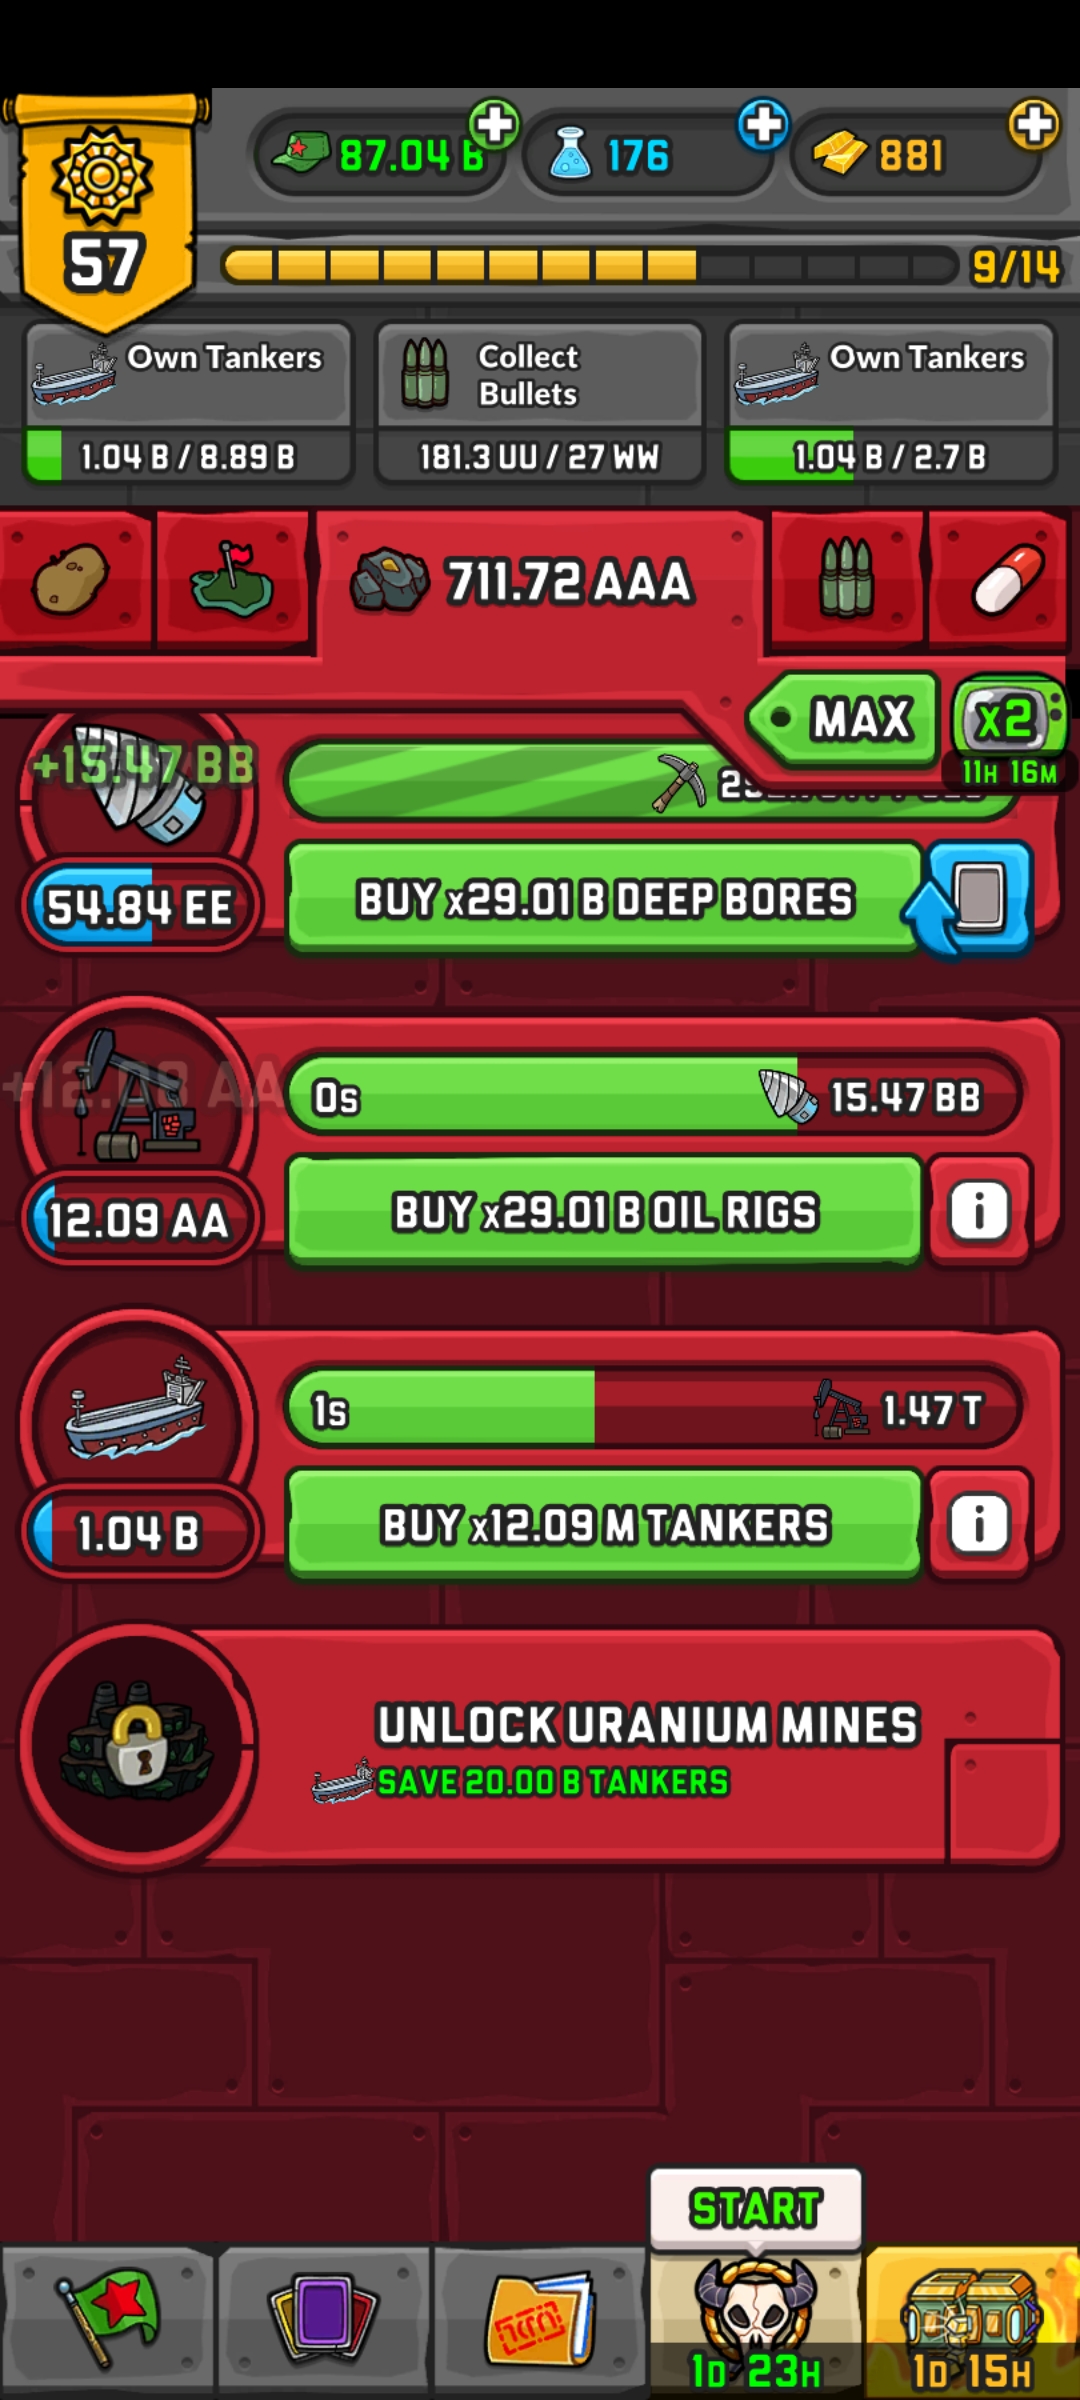 87.04 B
176
881
57
9/14
Own Tankers
1.04 B / 8.89 B
Collect
Bullets
181.3 UU / 27 WW
Own Tankers
1.04 B / 2.7 B
711.72 AAA
MAX
x2
11H 16M
+15.47 BB
54.84 EE
BUY x29.01 B DEEP BORES
+12.08 AA
0s
15.47 BB
12.09 AA
BUY x29.01 B OIL RIGS
i
1s
1.47 T
1.04 B
BUY x12.09 M TANKERS
i
UNLOCK URANIUM MINES
SAVE 20.00 B TANKERS
START
1D 23H
1D 15H